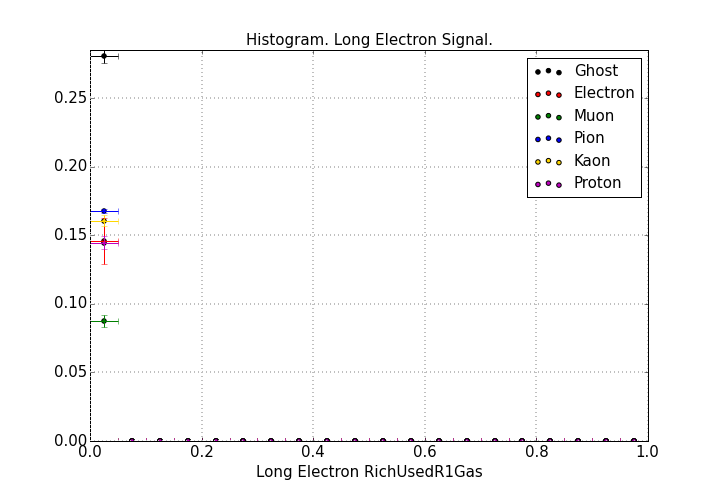 Histogram. Long Electron Signal.
Ghost
Electron
Muon
Pion
Kaon
Proton
0.25
0.20
0.15
0.10
0.05
0.00
0.0 0.2 0.4 0.6 0.8 1.0
Long Electron RichUsedR1Gas